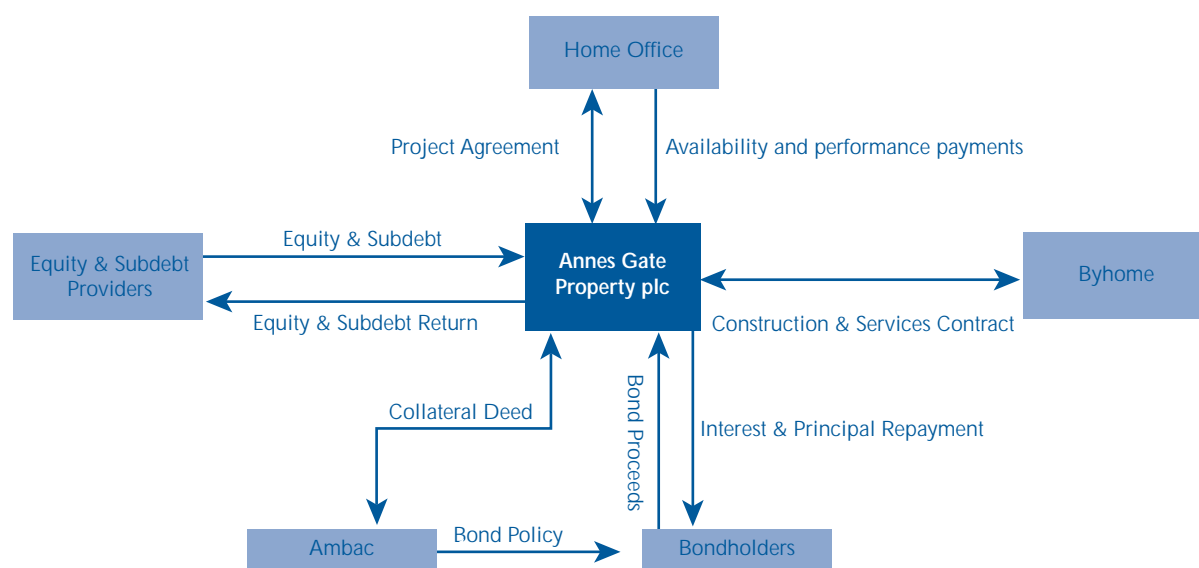 Home Office
Project Agreement
Availability and performance payments
Equity & Subdebt
Providers
Equity & Subdebt
Equity & Subdebt Return
Annes Gate
Property plc
Byhome
Construction & Services Contract
Collateral Deed
Bond Proceeds
Interest & Principal Repayment
Ambac
Bond Policy
Bondholders